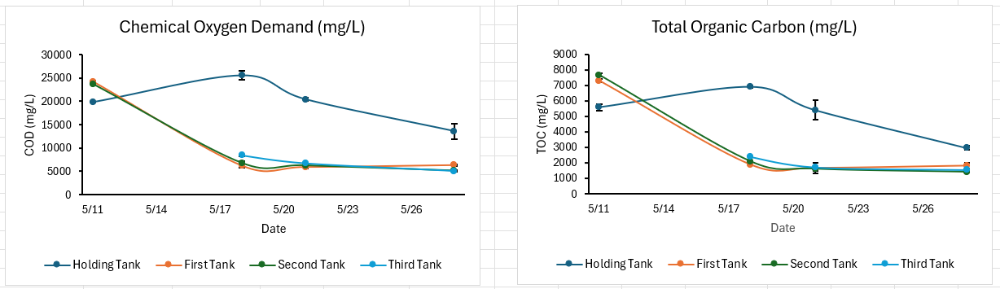 Chemical Oxygen Demand (mg/L)
30000
25000
20000
15000
10000
5000
0
COD (mg/L)
5/11 5/14 5/17 5/20 5/23 5/26
Date
Holding Tank First Tank Second Tank Third Tank
Total Organic Carbon (mg/L)
9000
8000
7000
6000
5000
4000
3000
2000
1000
0
TOC (mg/L)
5/11 5/14 5/17 5/20 5/23 5/26
Date
Holding Tank First Tank Second Tank Third Tank